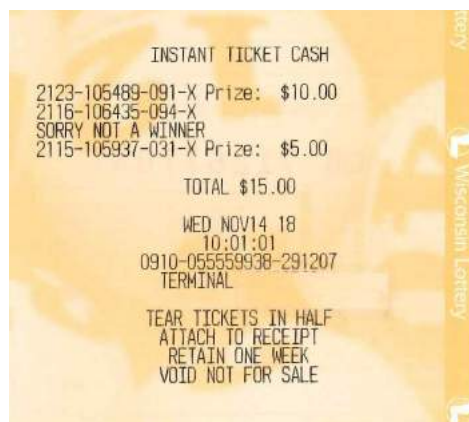 INSTANT TICKET CASH
2123-105489-091-X Prize: $10.00
2116-106435-094-X
SORRY NOT A WINNER
2115-105937-031-X Prize: $5.00
TOTAL $15.00
WED NOV14 18
10:01:01
0910-055559938-291207
TERMINAL
TEAR TICKETS IN HALF
ATTACH TO RECEIPT
RETAIN ONE WEEK
VOID NOT FOR SALE
ttery
Wisconsin Lottery